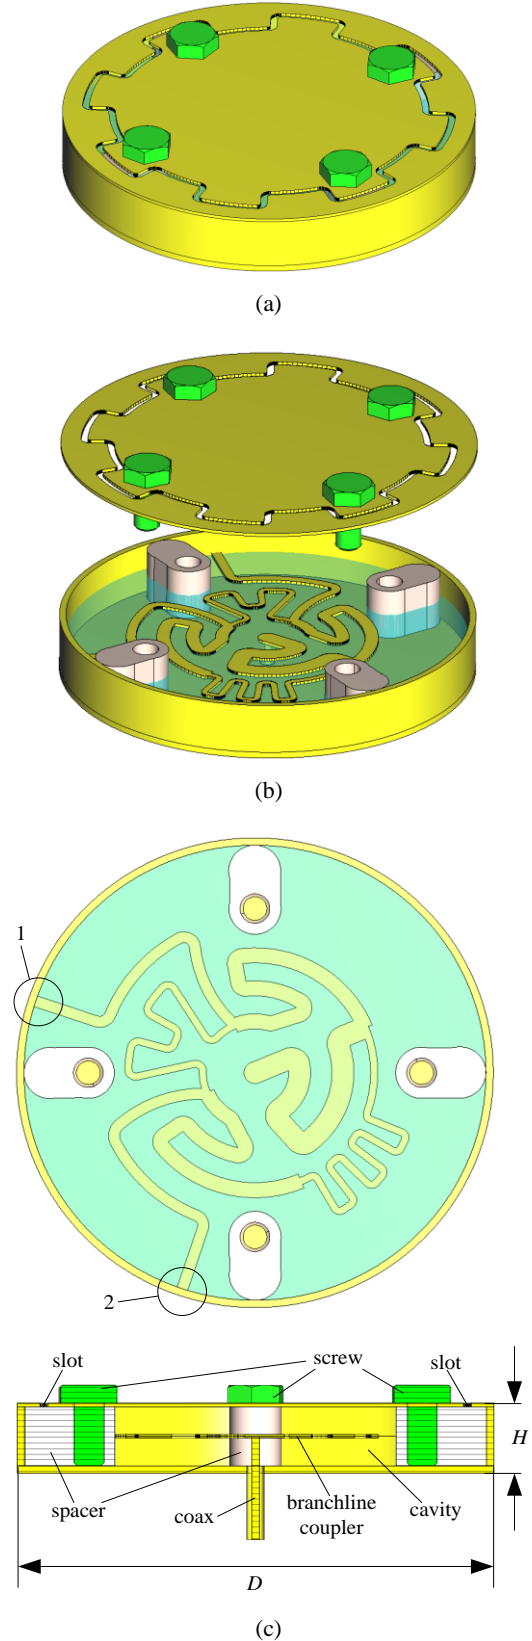 (a)
(b)
1
2
slot
screw
slot
H
spacer
coax
branchline
coupler
cavity
D
(c)